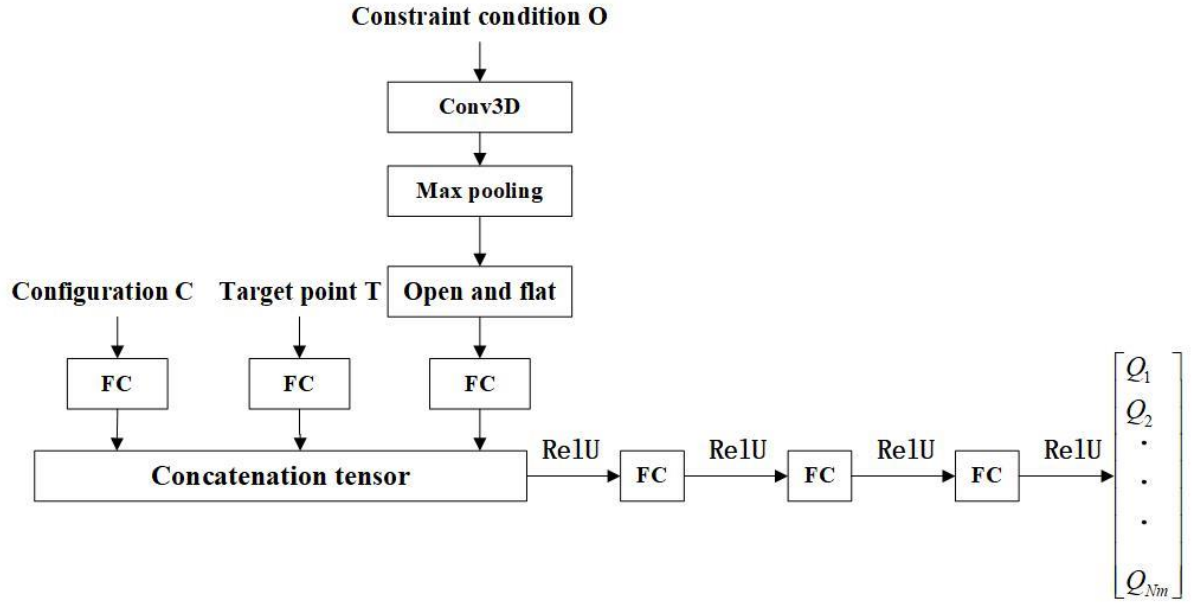 Constraint condition O
Conv3D
Max pooling
Open and flat
Configuration C
Target point T
FC
FC
FC
Concatenation tensor
RelU
FC
RelU
FC
RelU
FC
RelU
Q1
Q2
.
.
.
QNm